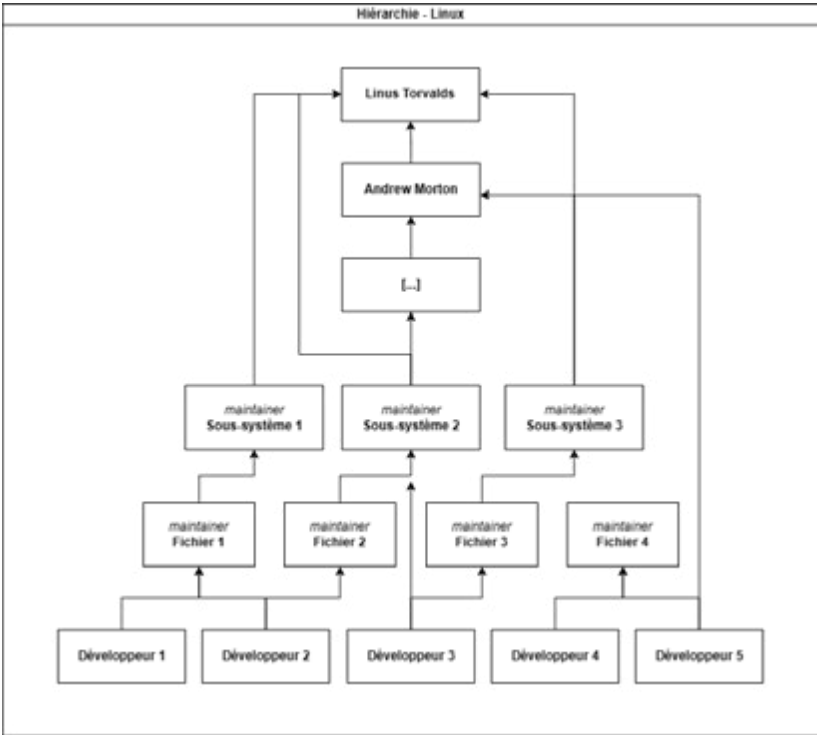 Hiérarchie - Linux
Linus Torvalds
Andrew Morton
[...]
maintainer
Sous-système 1
maintainer
Sous-système 2
maintainer
Sous-système 3
maintainer
Fichier 1
maintainer
Fichier 2
maintainer
Fichier 3
maintainer
Fichier 4
Développeur 1
Développeur 2
Développeur 3
Développeur 4
Développeur 5